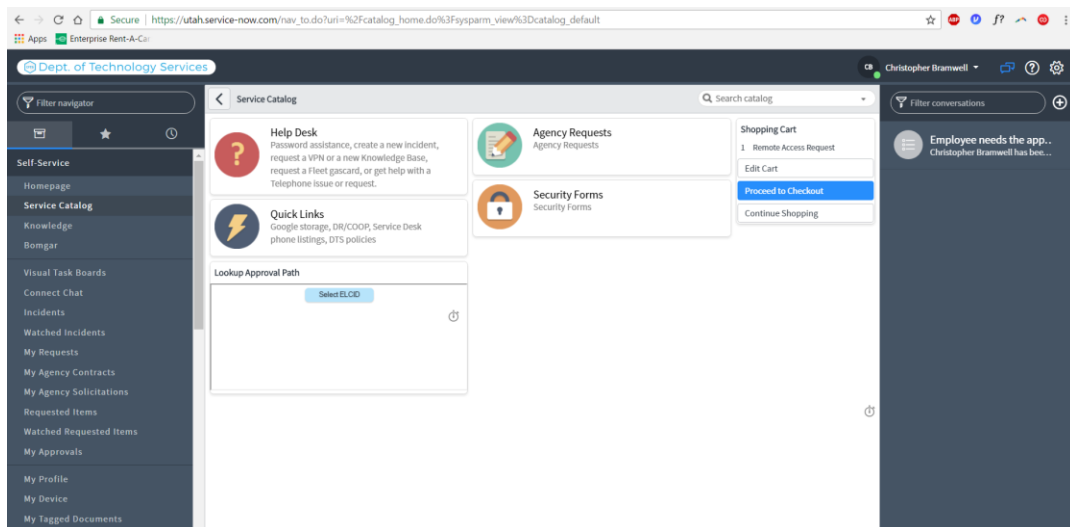 Secure https://utah.service-now.com/nav_to.do?uri=%2Fcatalog_home.do%3Fsysparm_view%3Dcatalog_default
Apps Enterprise Rent-A-Ca
Dept. of Technology Services
CB Christopher Bramwell
Filter navigator
Self-Service
Homepage
Service Catalog
Knowledge
Bomgar
Visual Task Boards
Connect Chat
Incidents
Watched Incidents
My Requests
My Agency Contracts
My Agency Solicitations
Requested Items
Watched Requested Items
My Approvals
My Profile
My Device
My Tagged Documents
Service Catalog
Search catalog
Help Desk
Password assistance, create a new incident,
request a VPN or a new Knowledge Base,
request a Fleet gascard, or get help with a
Telephone issue or request.
Quick Links
Google storage, DR/COOP, Service Desk
phone listings, DTS policies
Lookup Approval Path
Select ELCID
Agency Requests
Agency Requests
Security Forms
Security Forms
Shopping Cart
1 Remote Access Request
Edit Cart
Proceed to Checkout
Continue Shopping
Filter conversations
Employee needs the app..
Christopher Bramwell has bee...